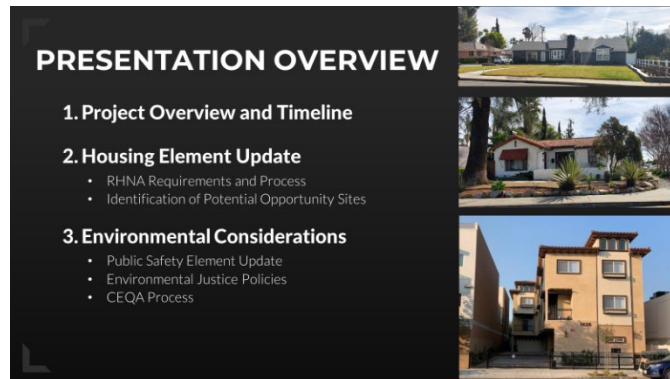 PRESENTATION OVERVIEW
1. Project Overview and Timeline
2. Housing Element Update
• RHNA Requirements and Process
• Identification of Potential Opportunity Sites
3. Environmental Considerations
• Public Safety Element Update
• Environmental Justice Policies
• CEQA Process